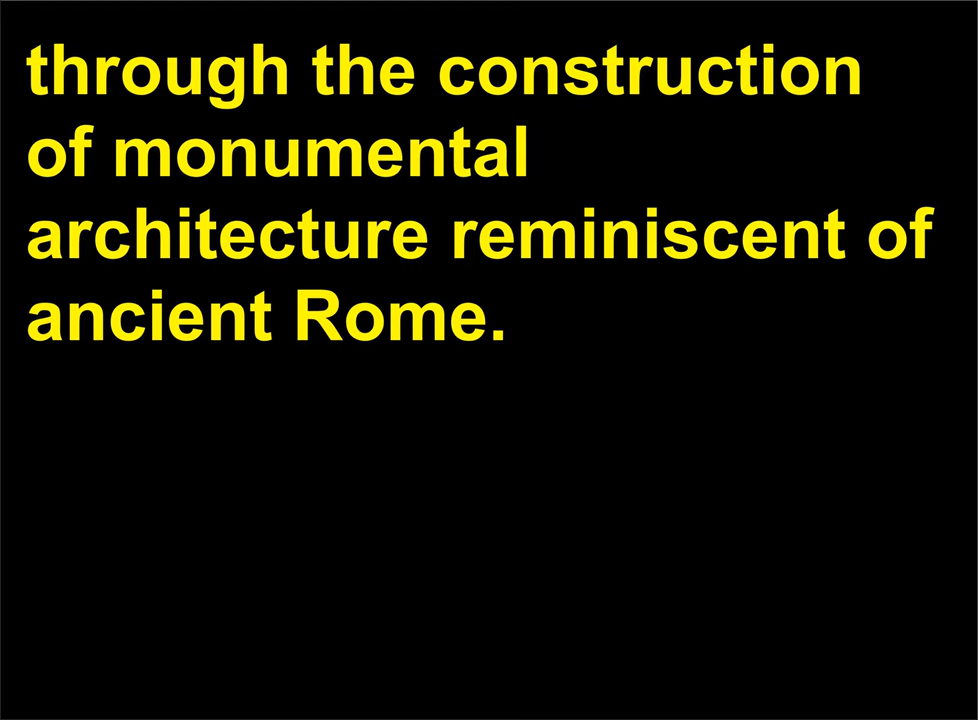 through the construction
of monumental
architecture reminiscent of
ancient Rome.